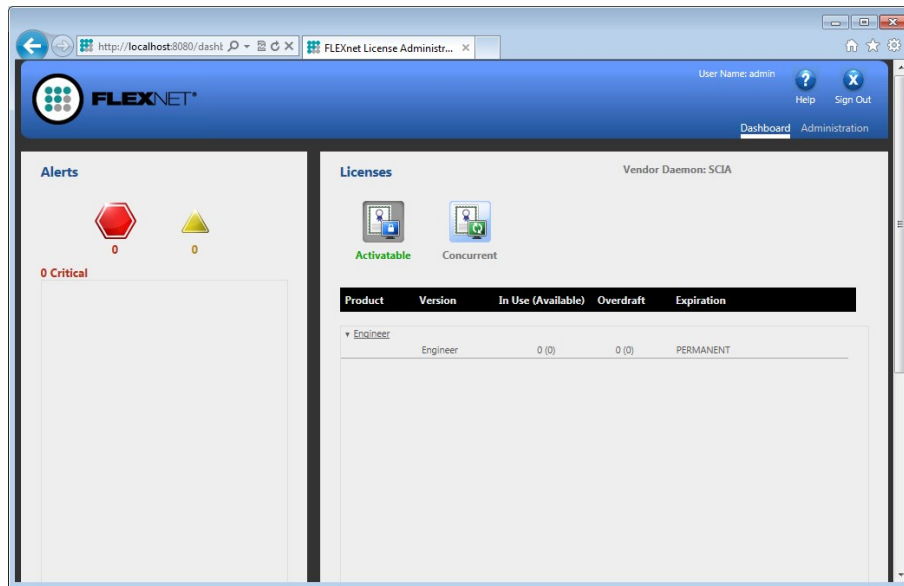 http://localhost:8080/dashb
FLEXnet License Administr...
FLEXNET®
User Name: admin
Help
Sign Out
Dashboard
Administration
Alerts
0
0
0 Critical
Licenses
Vendor Daemon: SCIA
Activatable
Concurrent
Product Version In Use (Available) Overdraft Expiration
Engineer
Engineer 0 (0) 0 (0) PERMANENT